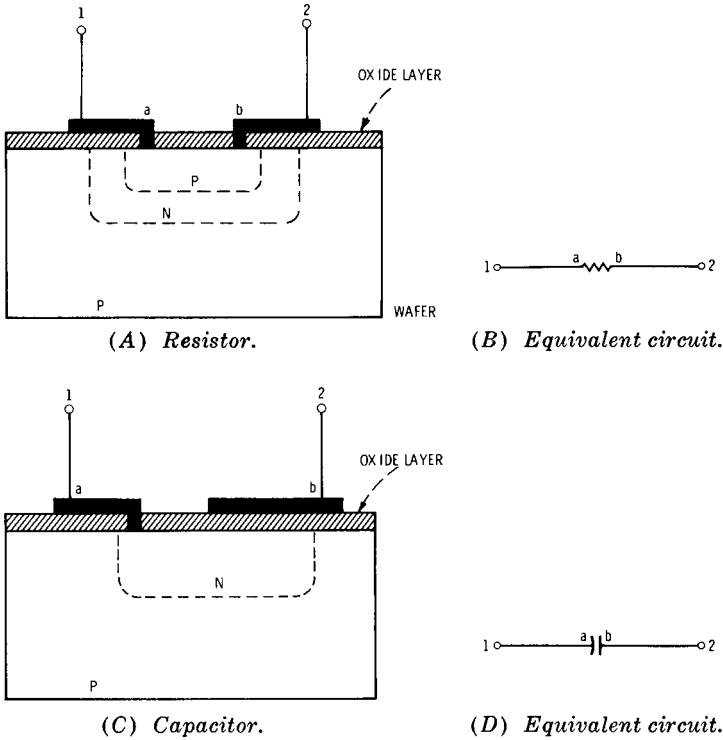 1
2
OXIDE LAYER
a
b
P
N
P
WAFER
(A) Resistor.
1
a
b
2
(B) Equivalent circuit.
1
2
OXIDE LAYER
a
b
N
P
(C) Capacitor.
1
a
b
2
(D) Equivalent circuit.